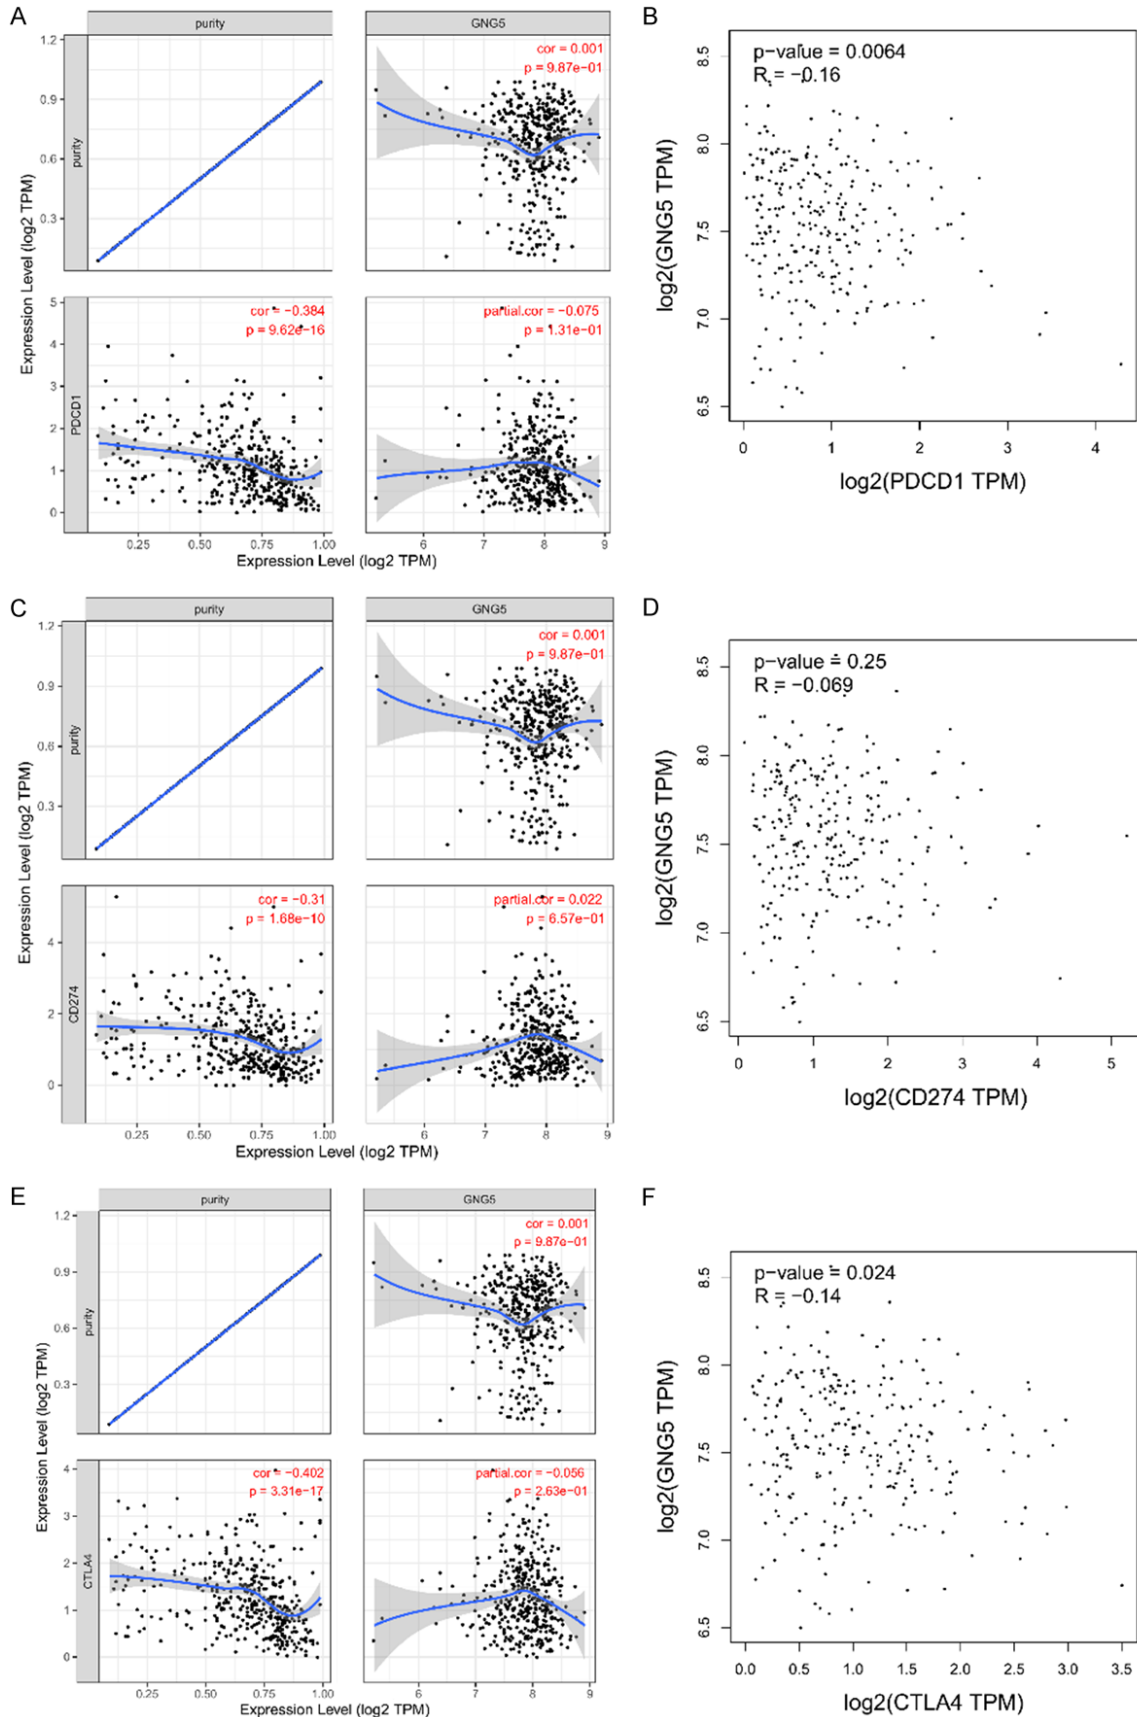 A
purity
GNG5
Expression Level (log2 TPM)
purity
1.2
0.9
0.6
0.3
cor = 0.001
p = 9.87e−01
PDCD1
5
4
3
2
1
0
cor = −0.384
p = 9.62e−16
partial.cor = −0.075
p = 1.31e−01
0.25 0.50 0.75 1.00
6 7 8 9
Expression Level (log2 TPM)
B
p-value = 0.0064
R = −0.16
log2(GNG5 TPM)
8.5
8.0
7.5
7.0
6.5
0 1 2 3 4
log2(PDCD1 TPM)
C
purity
GNG5
Expression Level (log2 TPM)
purity
1.2
0.9
0.6
0.3
cor = 0.001
p = 9.87e−01
CD274
4
2
0
cor = −0.31
p = 1.68e−10
partial.cor = 0.022
p = 6.57e−01
0.25 0.50 0.75 1.00
6 7 8 9
Expression Level (log2 TPM)
D
p-value = 0.25
R = −0.069
log2(GNG5 TPM)
8.5
8.0
7.5
7.0
6.5
0 1 2 3 4 5
log2(CD274 TPM)
E
purity
GNG5
Expression Level (log2 TPM)
purity
1.2
0.9
0.6
0.3
cor = 0.001
p = 9.87e−01
CTLA4
4
3
2
1
0
cor = −0.402
p = 3.31e−17
partial.cor = −0.056
p = 2.63e−01
0.25 0.50 0.75 1.00
6 7 8 9
Expression Level (log2 TPM)
F
p-value = 0.024
R = −0.14
log2(GNG5 TPM)
8.5
8.0
7.5
7.0
6.5
0.0 0.5 1.0 1.5 2.0 2.5 3.0 3.5
log2(CTLA4 TPM)